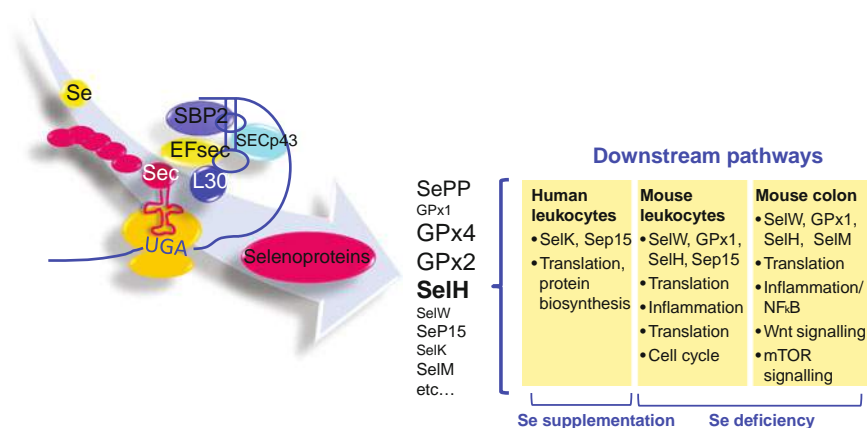 Se
SBP2
SECp43
EFsec
Sec
L30
UGA
Selenoproteins
SePP
GPx1
GPx4
GPx2
SelH
SelW
SeP15
SelK
SelM
etc…
Downstream pathways
Human
leukocytes
•SelK, Sep15
•Translation,
protein
biosynthesis
Mouse
leukocytes
•SelW, GPx1,
SelH, Sep15
•Translation
•Inflammation
•Translation
•Cell cycle
Mouse colon
•SelW, GPx1,
SelH, SelM
•Translation
•Inflammation/
NFκB
•Wnt signalling
•mTOR
signalling
Se supplementation
Se deficiency